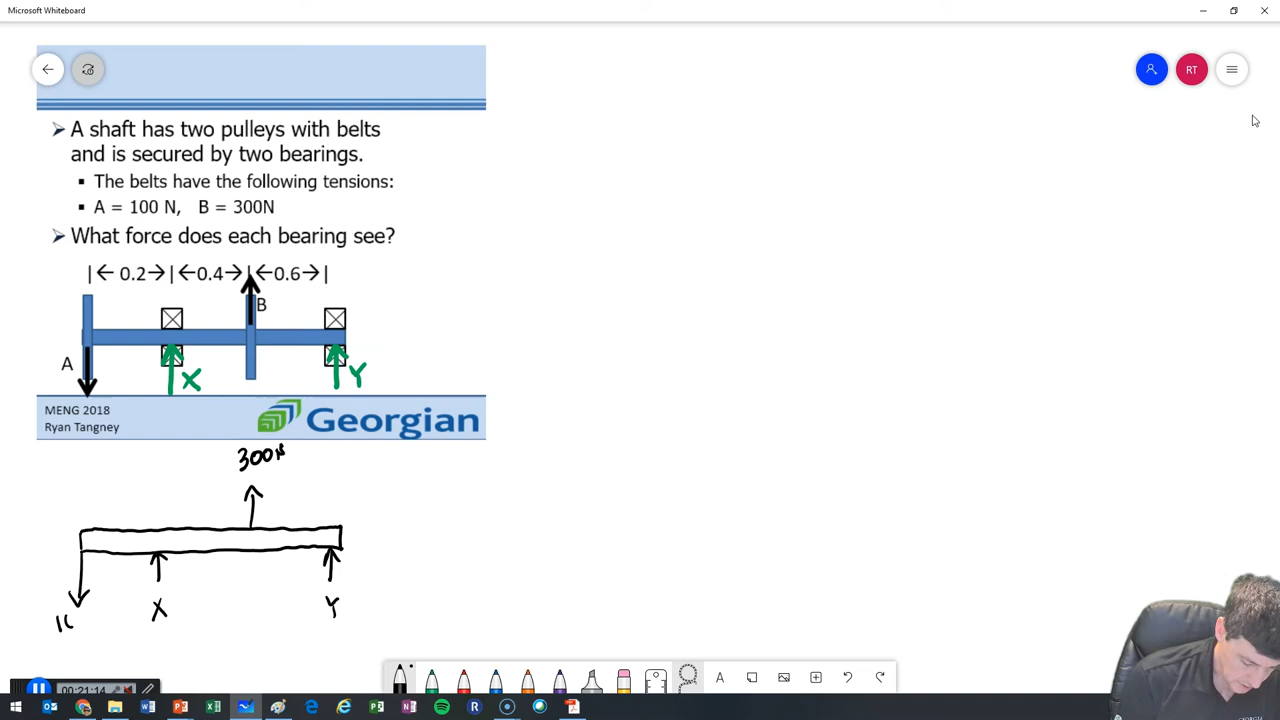 Microsoft Whiteboard
RT
➢ A shaft has two pulleys with belts
and is secured by two bearings.
▪ The belts have the following tensions:
▪ A = 100 N, B = 300N
➢ What force does each bearing see?
|← 0.2→|←0.4→|←0.6→|
B
A
X
Y
MENG 2018
Ryan Tangney
Georgian
300N
X
Y
A
00:21:14